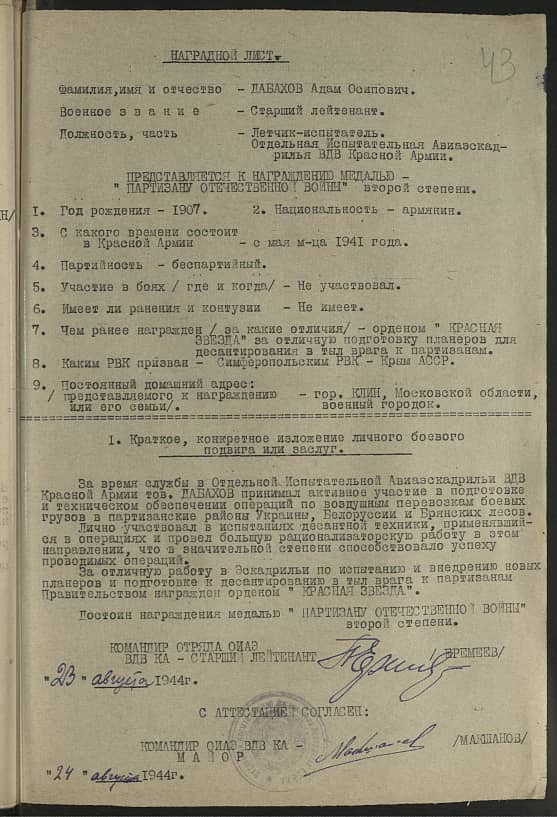 43
НАГРАДНОЙ ЛИСТ.
Фамилия,имя и отчество - ДАБАХОВ Адам Осипович.
Военное звание - Старший лейтенант.
Должность, часть - Летчик-испытатель.
Отдельная Испытательная Авиаэскад-
рилья ВДВ Красной Армии.
ПРЕДСТАВЛЯЕТСЯ К НАГРАЖДЕНИЮ МЕДАЛЬЮ -
" ПАРТИЗАНУ ОТЕЧЕСТВЕННОЙ ВОЙНЫ" второй степени.
1. Год рождения - 1907. 2. Национальность - армянин.
3. С какого времени состоит
в Красной Армии - с мая м-ца 1941 года.
4. Партийность - беспартийный.
5. Участие в боях / где и когда/ - Не участвовал.
6. Имеет ли ранения и контузии - Не имеет.
7. Чем ранее награжден / за какие отличия/ - орденом " КРАСНАЯ
ЗВЕЗДА" за отличную подготовку планеров для
десантирования в тыл врага к партизанам.
8. Каким РВК призван - Симферопольским РВК - Крым АССР.
9. Постоянный домашний адрес:
/ представляемого к награждению - гор. КЛИН, Московской области,
или его семьи/. военный городок.
1. Краткое, конкретное изложение личного боевого
подвига или заслуг.
За время службы в Отдельной Испытательной Авиаэскадрильи ВДВ
Красной Армии тов. ДАБАХОВ принимал активное участие в подготовке
и техническом обеспечении операций по воздушным перевозкам боевых
грузов в партизанские районы Украины, Белоруссии и Брянских лесов.
Лично участвовал в испытаниях десантной техники, применявший-
ся в операциях и провел большую рационализаторскую работу в этом
направлении, что в значительной степени способствовало успеху
проводимых операций.
За отличную работу в Эскадрильи по испытанию и внедрению новых
планеров и подготовке к десантированию в тыл врага к партизанам
Правительством награжден орденом " КРАСНАЯ ЗВЕЗДА".
Достоин награждения медалью " ПАРТИЗАНУ ОТЕЧЕСТВЕННОЙ ВОЙНЫ"
второй степени.
КОМАНДИР ОТРЯДА ОИАЭ
ВДВ КА - СТАРШИЙ ЛЕЙТЕНАНТ /ЕРЕМЕЕВ/
"23" августа 1944г.
С АТТЕСТАЦИЕЙ СОГЛАСЕН:
КОМАНДИР ОИАЭ ВДВ КА -
МАЙОР /МАКШАНОВ/
"24" августа 1944г.